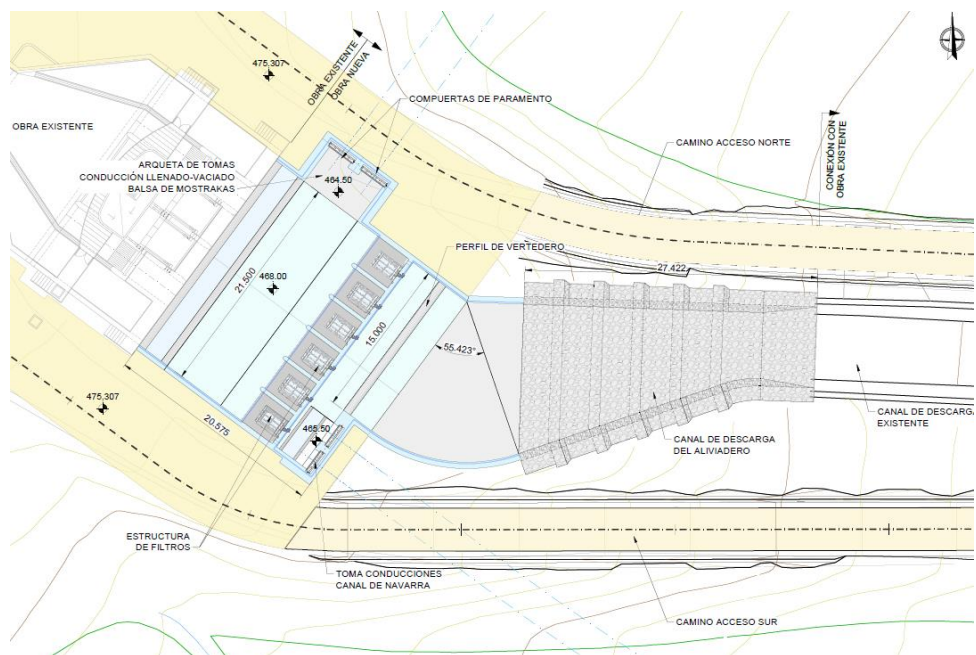 475.307
OBRA EXISTENTE
OBRA NUEVA
COMPUERTAS DE PARAMENTO
OBRA EXISTENTE
CAMINO ACCESO NORTE
CONEXIÓN CON
OBRA EXISTENTE
ARQUETA DE TOMAS
CONDUCCIÓN LLENADO-VACIADO
BALSA DE MOSTRAKAS
464.50
PERFIL DE VERTEDERO
27.422
468.00
21.500
15.000
55.423°
475.307
20.575
465.50
CANAL DE DESCARGA
DEL ALIVIADERO
CANAL DE DESCARGA
EXISTENTE
ESTRUCTURA
DE FILTROS
TOMA CONDUCCIONES
CANAL DE NAVARRA
CAMINO ACCESO SUR